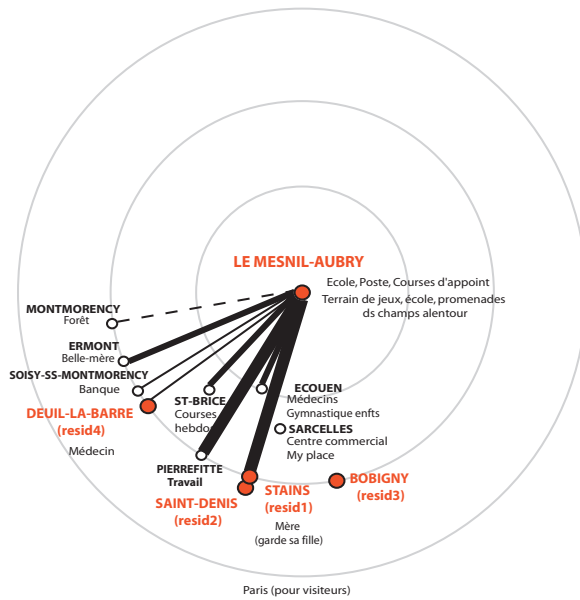 LE MESNIL-AUBRY
Ecole, Poste, Courses d'appoint
Terrain de jeux, école, promenades
ds champs alentour
MONTMORENCY
Forêt
ERMONT
Belle-mère
SOISY-SS-MONTMORENCY
Banque
DEUIL-LA-BARRE
(resid4)
Médecin
ST-BRICE
Courses
hebdo
ECOUEN
Médecins
Gymnastique enfts
SARCELLES
Centre commercial
My place
PIERREFITTE
Travail
SAINT-DENIS
(resid2)
STAINS
(resid1)
Mère
(garde sa fille)
BOBIGNY
(resid3)
Paris (pour visiteurs)